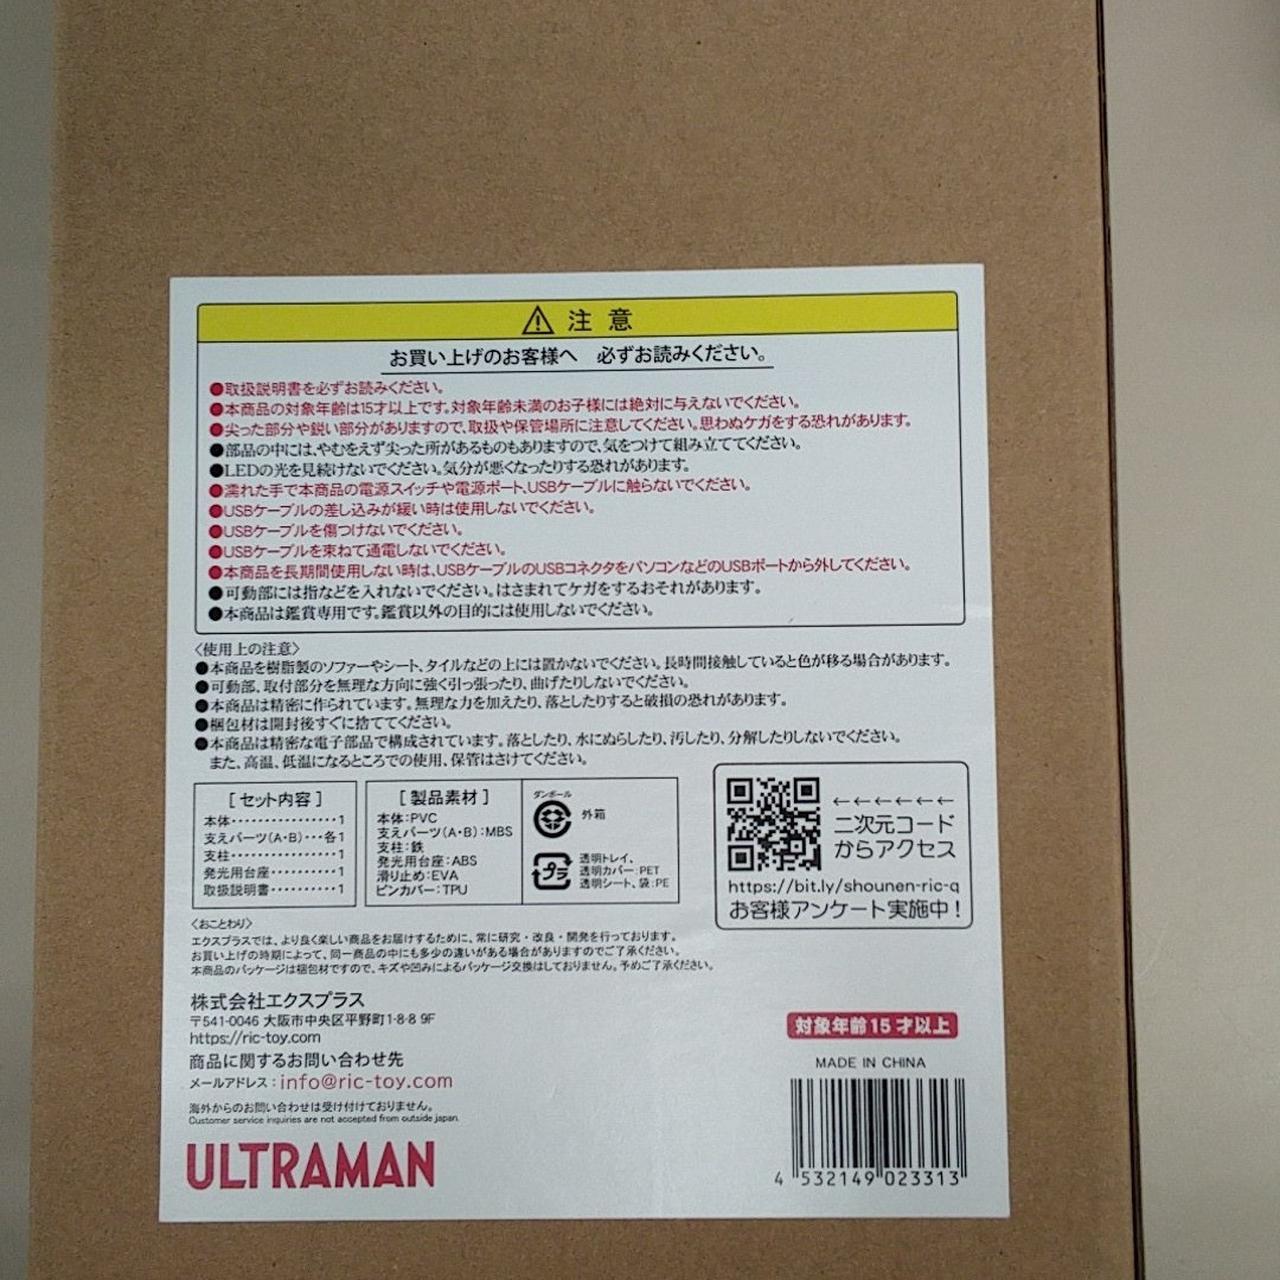 注意
お買い上げのお客様へ 必ずお読みください。
●取扱説明書を必ずお読みください。
●本商品の対象年齢は15才以上です。対象年齢未満のお子様には絶対に与えないでください。
●尖った部分や鋭い部分がありますので、取扱や保管場所に注意してください。思わぬケガをする恐れがあります。
●部品の中には、やむをえず尖った所があるものもありますので、気をつけて組み立ててください。
●LEDの光を見続けないでください。気分が悪くなったりする恐れがあります。
●濡れた手で本商品の電源スイッチや電源ポート、USBケーブルに触らないでください。
●USBケーブルの差し込みが緩い時は使用しないでください。
●USBケーブルを傷つけないでください。
●USBケーブルを束ねて通電しないでください。
●本商品を長期間使用しない時は、USBケーブルのUSBコネクタをパソコンなどのUSBポートから外してください。
●可動部には指などを入れないでください。はさまれてケガをするおそれがあります。
●本商品は鑑賞専用です。鑑賞以外の目的には使用しないでください。
〈使用上の注意〉
●本商品を樹脂製のソファーやシート、タイルなどの上には置かないでください。長時間接触していると色が移る場合があります。
●可動部、取付部分を無理な方向に強く引っ張ったり、曲げたりしないでください。
●本商品は精密に作られています。無理な力を加えたり、落としたりすると破損の恐れがあります。
●梱包材は開封後すぐに捨ててください。
●本商品は精密な電子部品で構成されています。落としたり、水にぬらしたり、汚したり、分解したりしないでください。
また、高温、低温になるところでの使用、保管はさけてください。
[セット内容]
本体・・・・・・・・・・・・・・・1
支えパーツ(A・B)・・・各1
支柱・・・・・・・・・・・・・・・1
発光用台座・・・・・・・・・・1
取扱説明書・・・・・・・・・・1
[製品素材]
本体:PVC
支えパーツ(A・B):MBS
支柱:鉄
発光用台座:ABS
滑り止め:EVA
ピンカバー:TPU
ダンボール
外箱
プラ
透明トレイ、
透明カバー:PET
透明シート、袋:PE
←←←←←←
二次元コード
からアクセス
https://bit.ly/shounen-ric-q
お客様アンケート実施中!
〈おことわり〉
エクスプラスでは、より良く楽しい商品をお届けするために、常に研究・改良・開発を行っております。
お買い上げの時期によって、同一商品の中にも多少の違いがある場合がありますのでご了承ください。
本商品のパッケージは梱包材ですので、キズや凹みによるパッケージ交換はしておりません。予めご了承ください。
株式会社エクスプラス
〒541-0046 大阪市中央区平野町1-8-8 9F
https://ric-toy.com
商品に関するお問い合わせ先
メールアドレス:info@ric-toy.com
海外からのお問い合わせは受け付けておりません。
Customer service inquiries are not accepted from outside japan.
ULTRAMAN
対象年齢15才以上
MADE IN CHINA
4 532149 023313